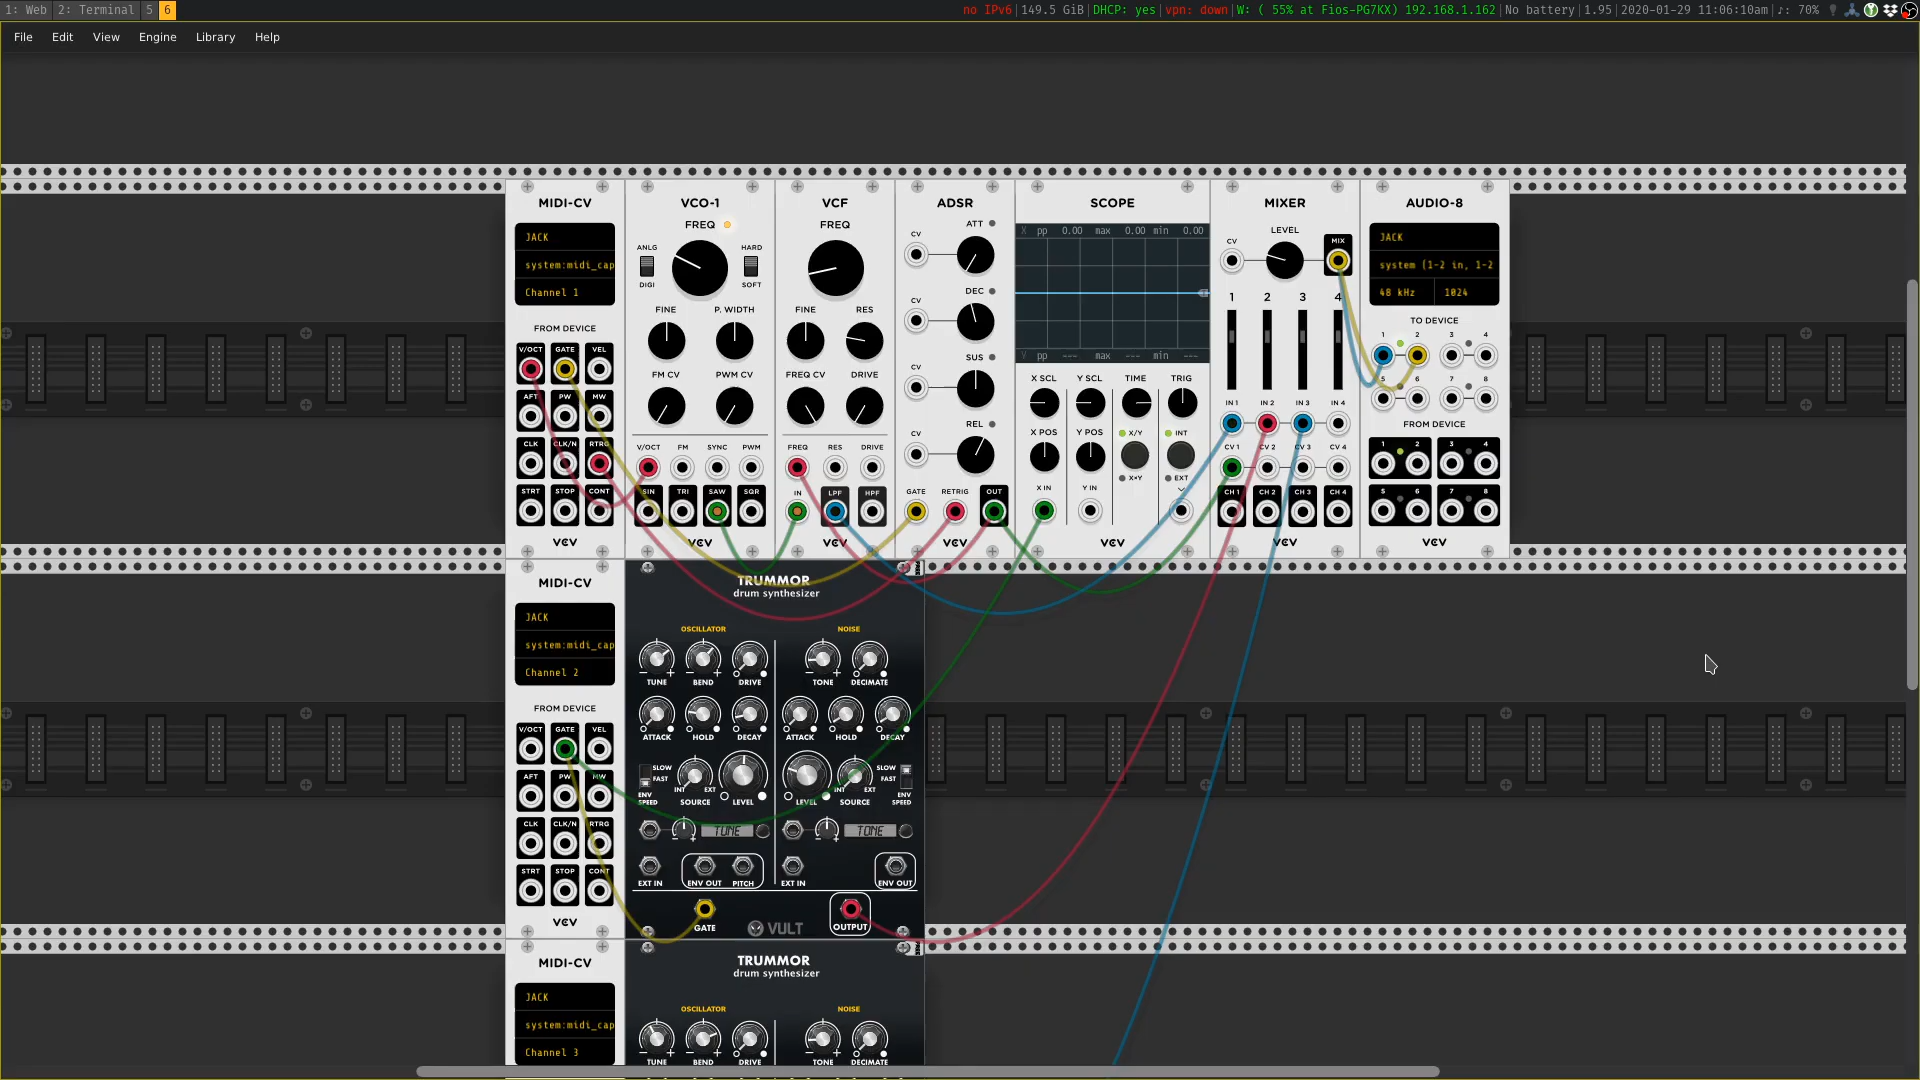 1: Web 2: Terminal 5 6 no IPv6|149.5 GiB|DHCP: yes|vpn: down|W: ( 55% at Fios-PG7KX) 192.168.1.162|No battery|1.95|2020-01-29 11:06:10am|♪: 70%
File Edit View Engine Library Help
MIDI-CV VCO-1 VCF ADSR SCOPE MIXER AUDIO-8
JACK
system:midi_cap
Channel 1
FROM DEVICE
V/OCT GATE VEL
AFT PW MW
CLK CLK/N RTRG
STRT STOP CONT
VCV
FREQ
ANLG HARD
DIGI SOFT
FINE P. WIDTH
FM CV PWM CV
V/OCT FM SYNC PWM
SIN TRI SAW SQR
VCV
FREQ
FINE RES
FREQ CV DRIVE
FREQ RES DRIVE
IN LPF HPF
VCV
ATT
CV
DEC
CV
SUS
CV
REL
CV
GATE RETRIG OUT
VCV
X pp 0.00 max 0.00 min 0.00
Y pp --- max --- min ---
X SCL Y SCL TIME TRIG
X POS Y POS X/Y INT
X×Y EXT
X IN Y IN
VCV
LEVEL
CV MIX
1 2 3 4
IN 1 IN 2 IN 3 IN 4
CV 1 CV 2 CV 3 CV 4
CH 1 CH 2 CH 3 CH 4
VCV
JACK
system (1-2 in, 1-2
48 kHz 1024
TO DEVICE
1 2 3 4
5 6 7 8
FROM DEVICE
1 2 3 4
5 6 7 8
VCV
MIDI-CV
JACK
system:midi_cap
Channel 2
FROM DEVICE
V/OCT GATE VEL
AFT PW MW
CLK CLK/N RTRG
STRT STOP CONT
VCV
TRUMMOR
drum synthesizer
OSCILLATOR NOISE
TUNE BEND DRIVE TONE DECIMATE
ATTACK HOLD DECAY ATTACK HOLD DECAY
SLOW SLOW
FAST FAST
INT EXT INT EXT
ENV SPEED SOURCE LEVEL LEVEL SOURCE ENV SPEED
TUNE TONE
EXT IN ENV OUT PITCH EXT IN ENV OUT
GATE VULT OUTPUT
MIDI-CV
JACK
system:midi_cap
Channel 3
TRUMMOR
drum synthesizer
OSCILLATOR NOISE
TUNE BEND DRIVE TONE DECIMATE